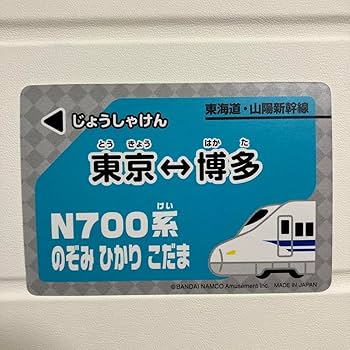 ◀じょうしゃけん
東海道・山陽新幹線
とうきょう はかた
東京↔博多
けい
N700系
のぞみ ひかり こだま
©BANDAI NAMCO Amusement Inc. MADE IN JAPAN